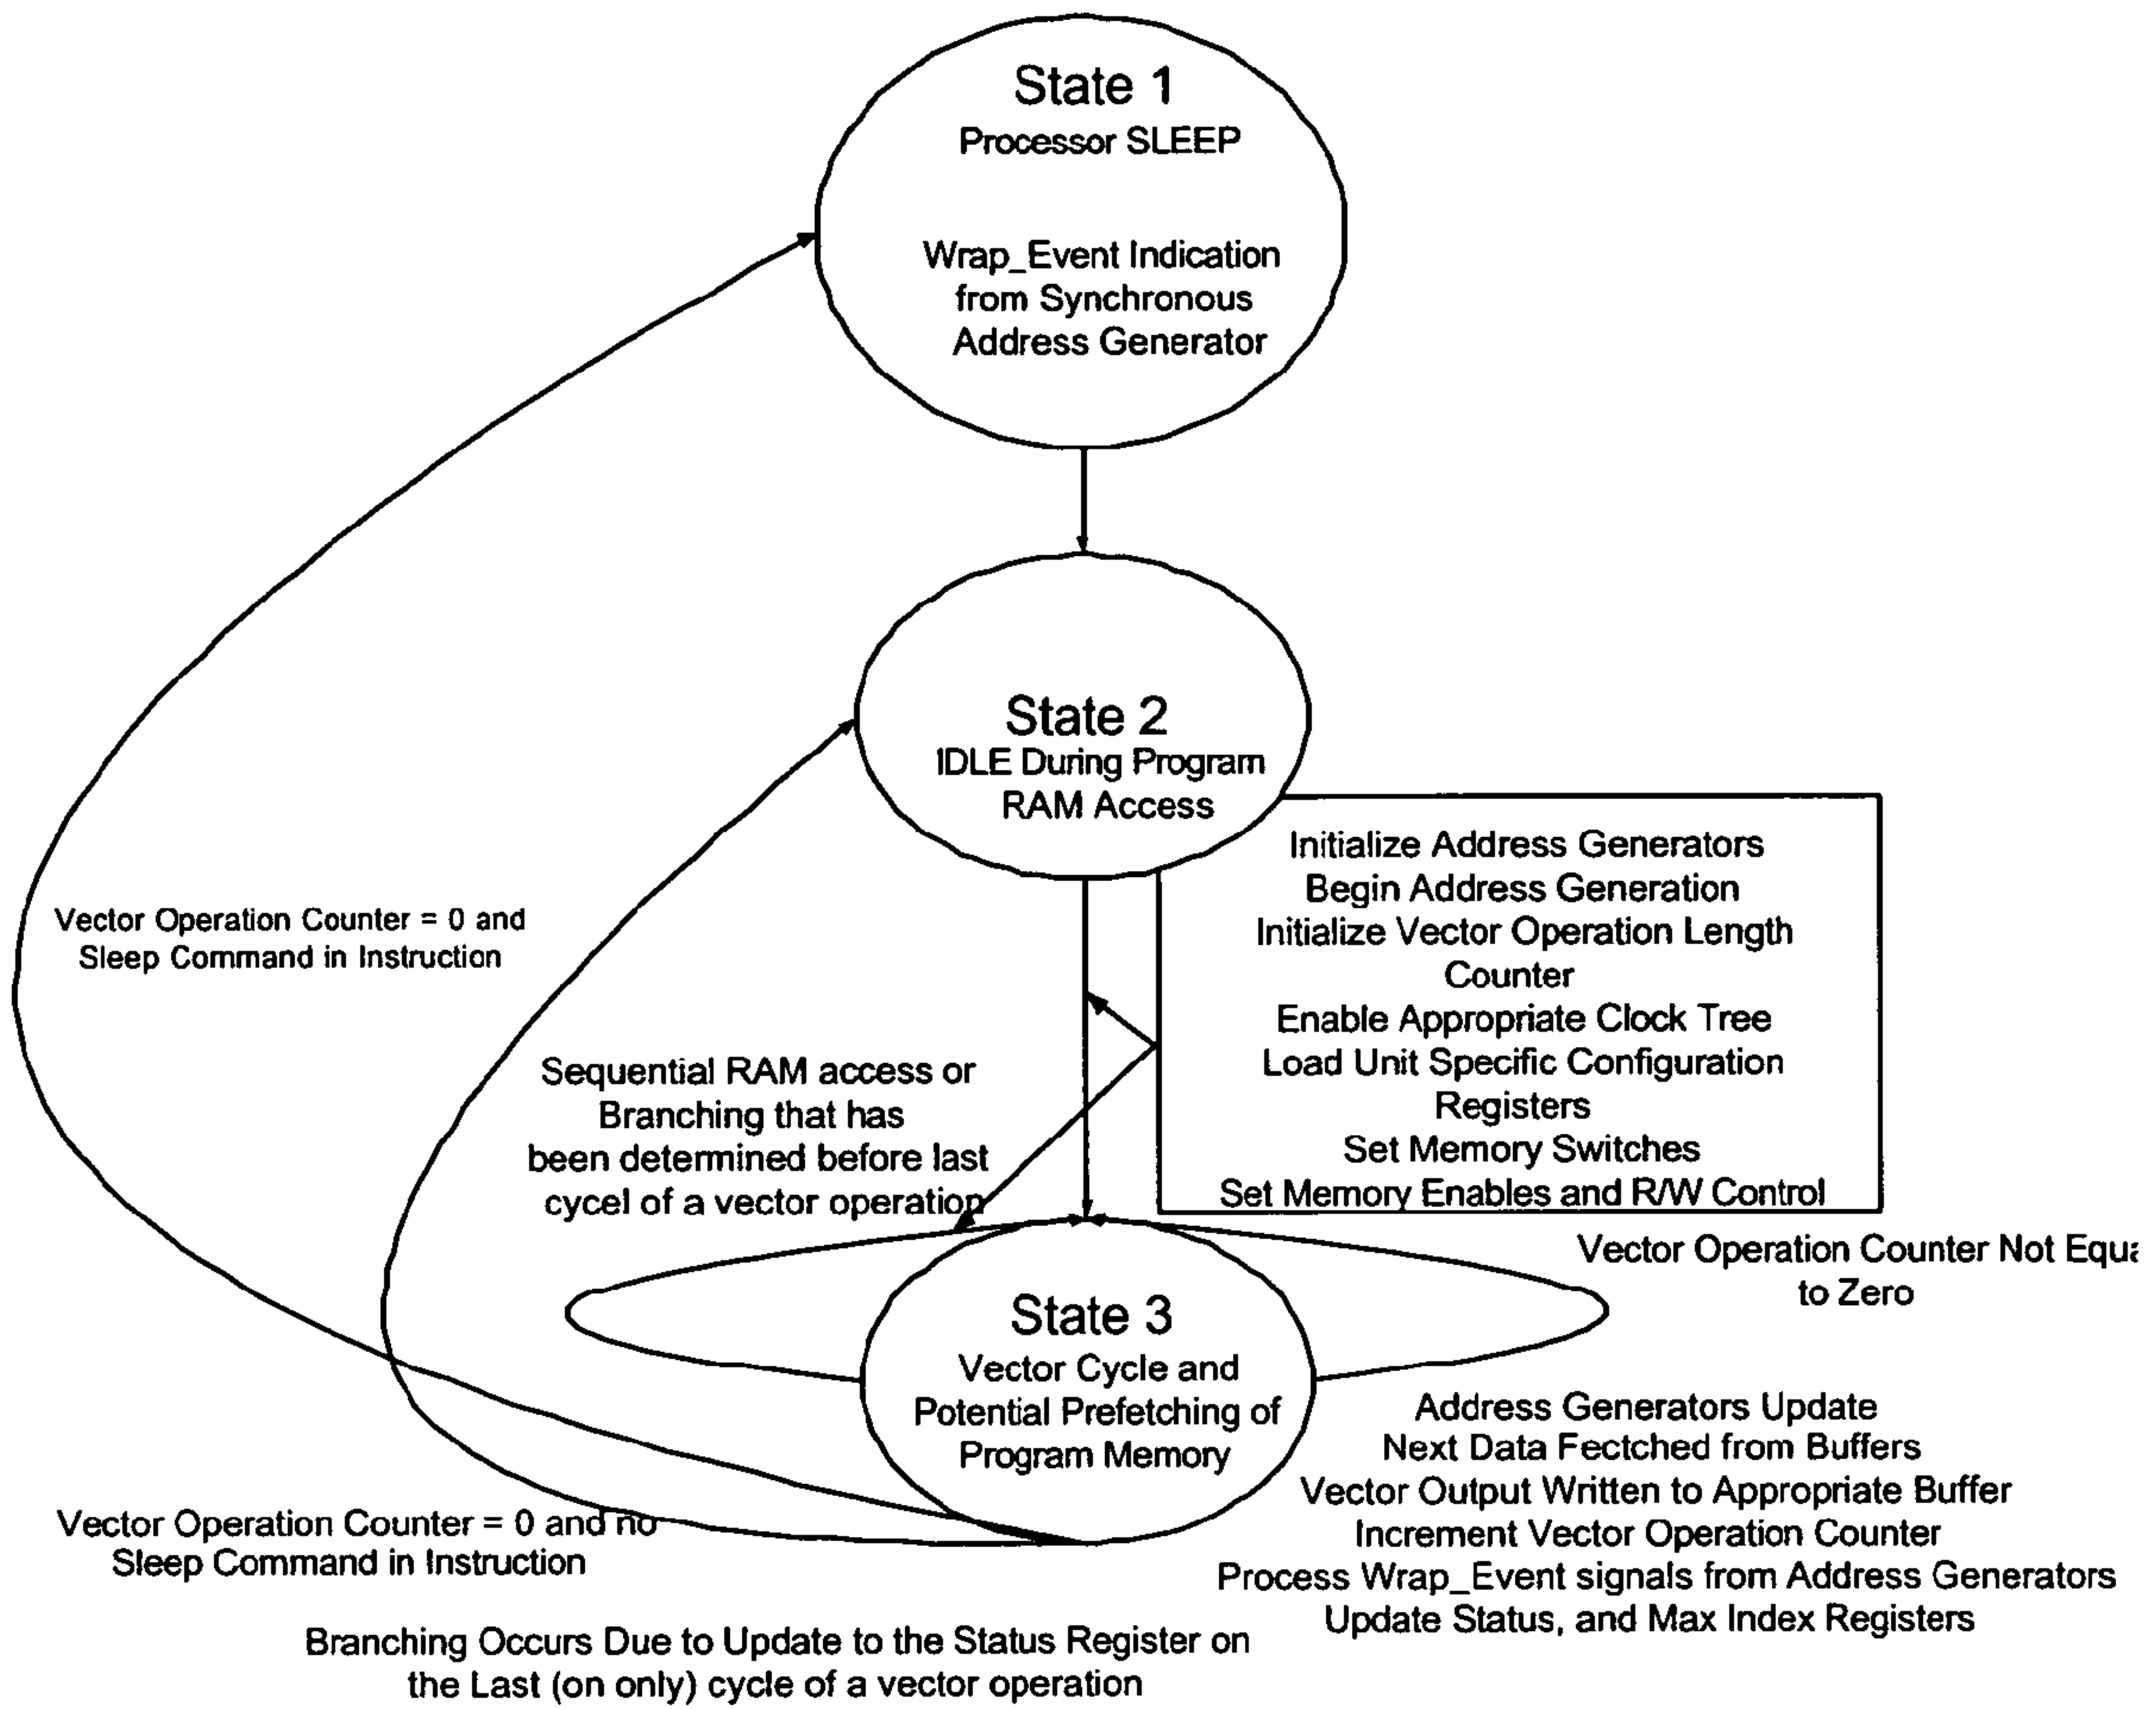 State 1
Processor SLEEP
Wrap_Event Indication
from Synchronous
Address Generator
State 2
IDLE During Program
RAM Access
Initialize Address Generators
Begin Address Generation
Initialize Vector Operation Length
Counter
Enable Appropriate Clock Tree
Load Unit Specific Configuration
Registers
Set Memory Switches
Set Memory Enables and R/W Control
Vector Operation Counter = 0 and
Sleep Command in Instruction
Sequential RAM access or
Branching that has
been determined before last
cycel of a vector operation
Vector Operation Counter Not Equa
to Zero
State 3
Vector Cycle and
Potential Prefetching of
Program Memory
Address Generators Update
Next Data Fectched from Buffers
Vector Output Written to Appropriate Buffer
Increment Vector Operation Counter
Process Wrap_Event signals from Address Generators
Update Status, and Max Index Registers
Vector Operation Counter = 0 and no
Sleep Command in Instruction
Branching Occurs Due to Update to the Status Register on
the Last (on only) cycle of a vector operation